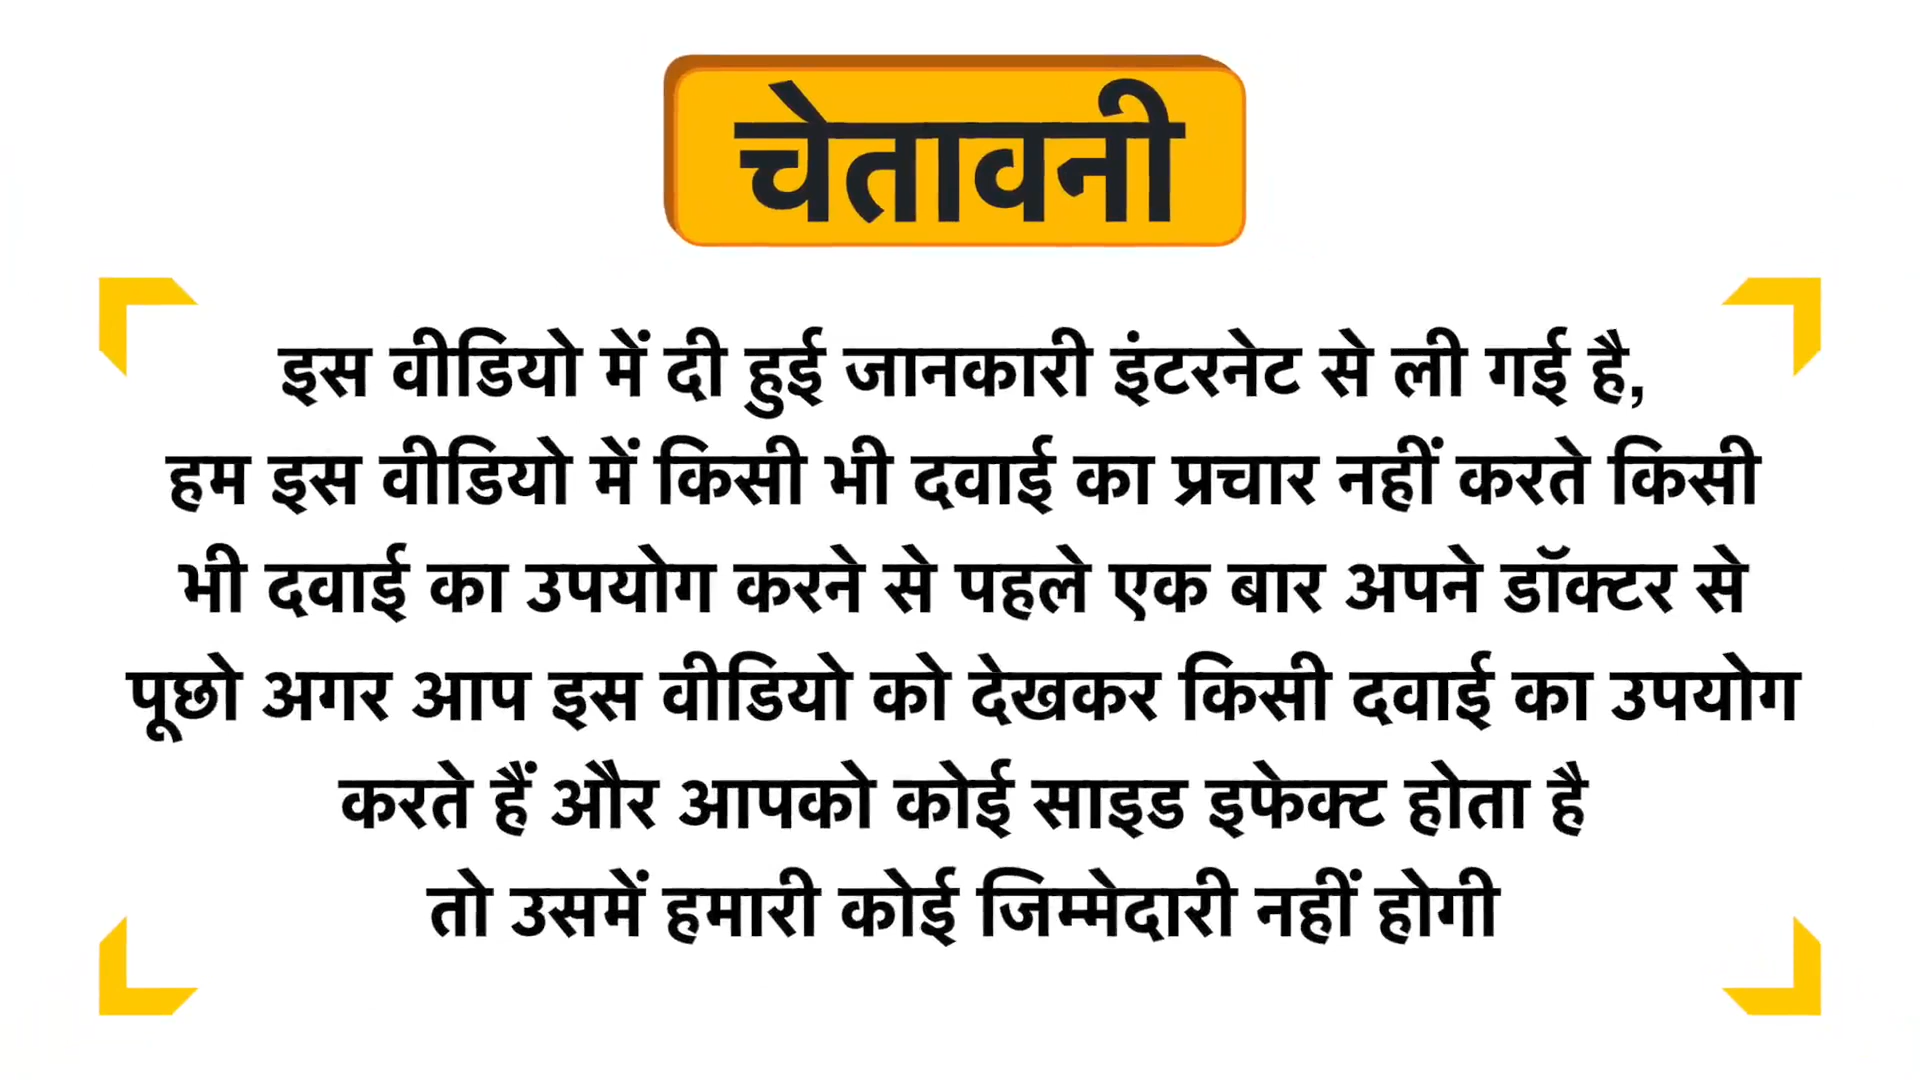 चेतावनी
इस वीडियो में दी हुई जानकारी इंटरनेट से ली गई है,
हम इस वीडियो में किसी भी दवाई का प्रचार नहीं करते किसी
भी दवाई का उपयोग करने से पहले एक बार अपने डॉक्टर से
पूछो अगर आप इस वीडियो को देखकर किसी दवाई का उपयोग
करते हैं और आपको कोई साइड इफेक्ट होता है
तो उसमें हमारी कोई जिम्मेदारी नहीं होगी